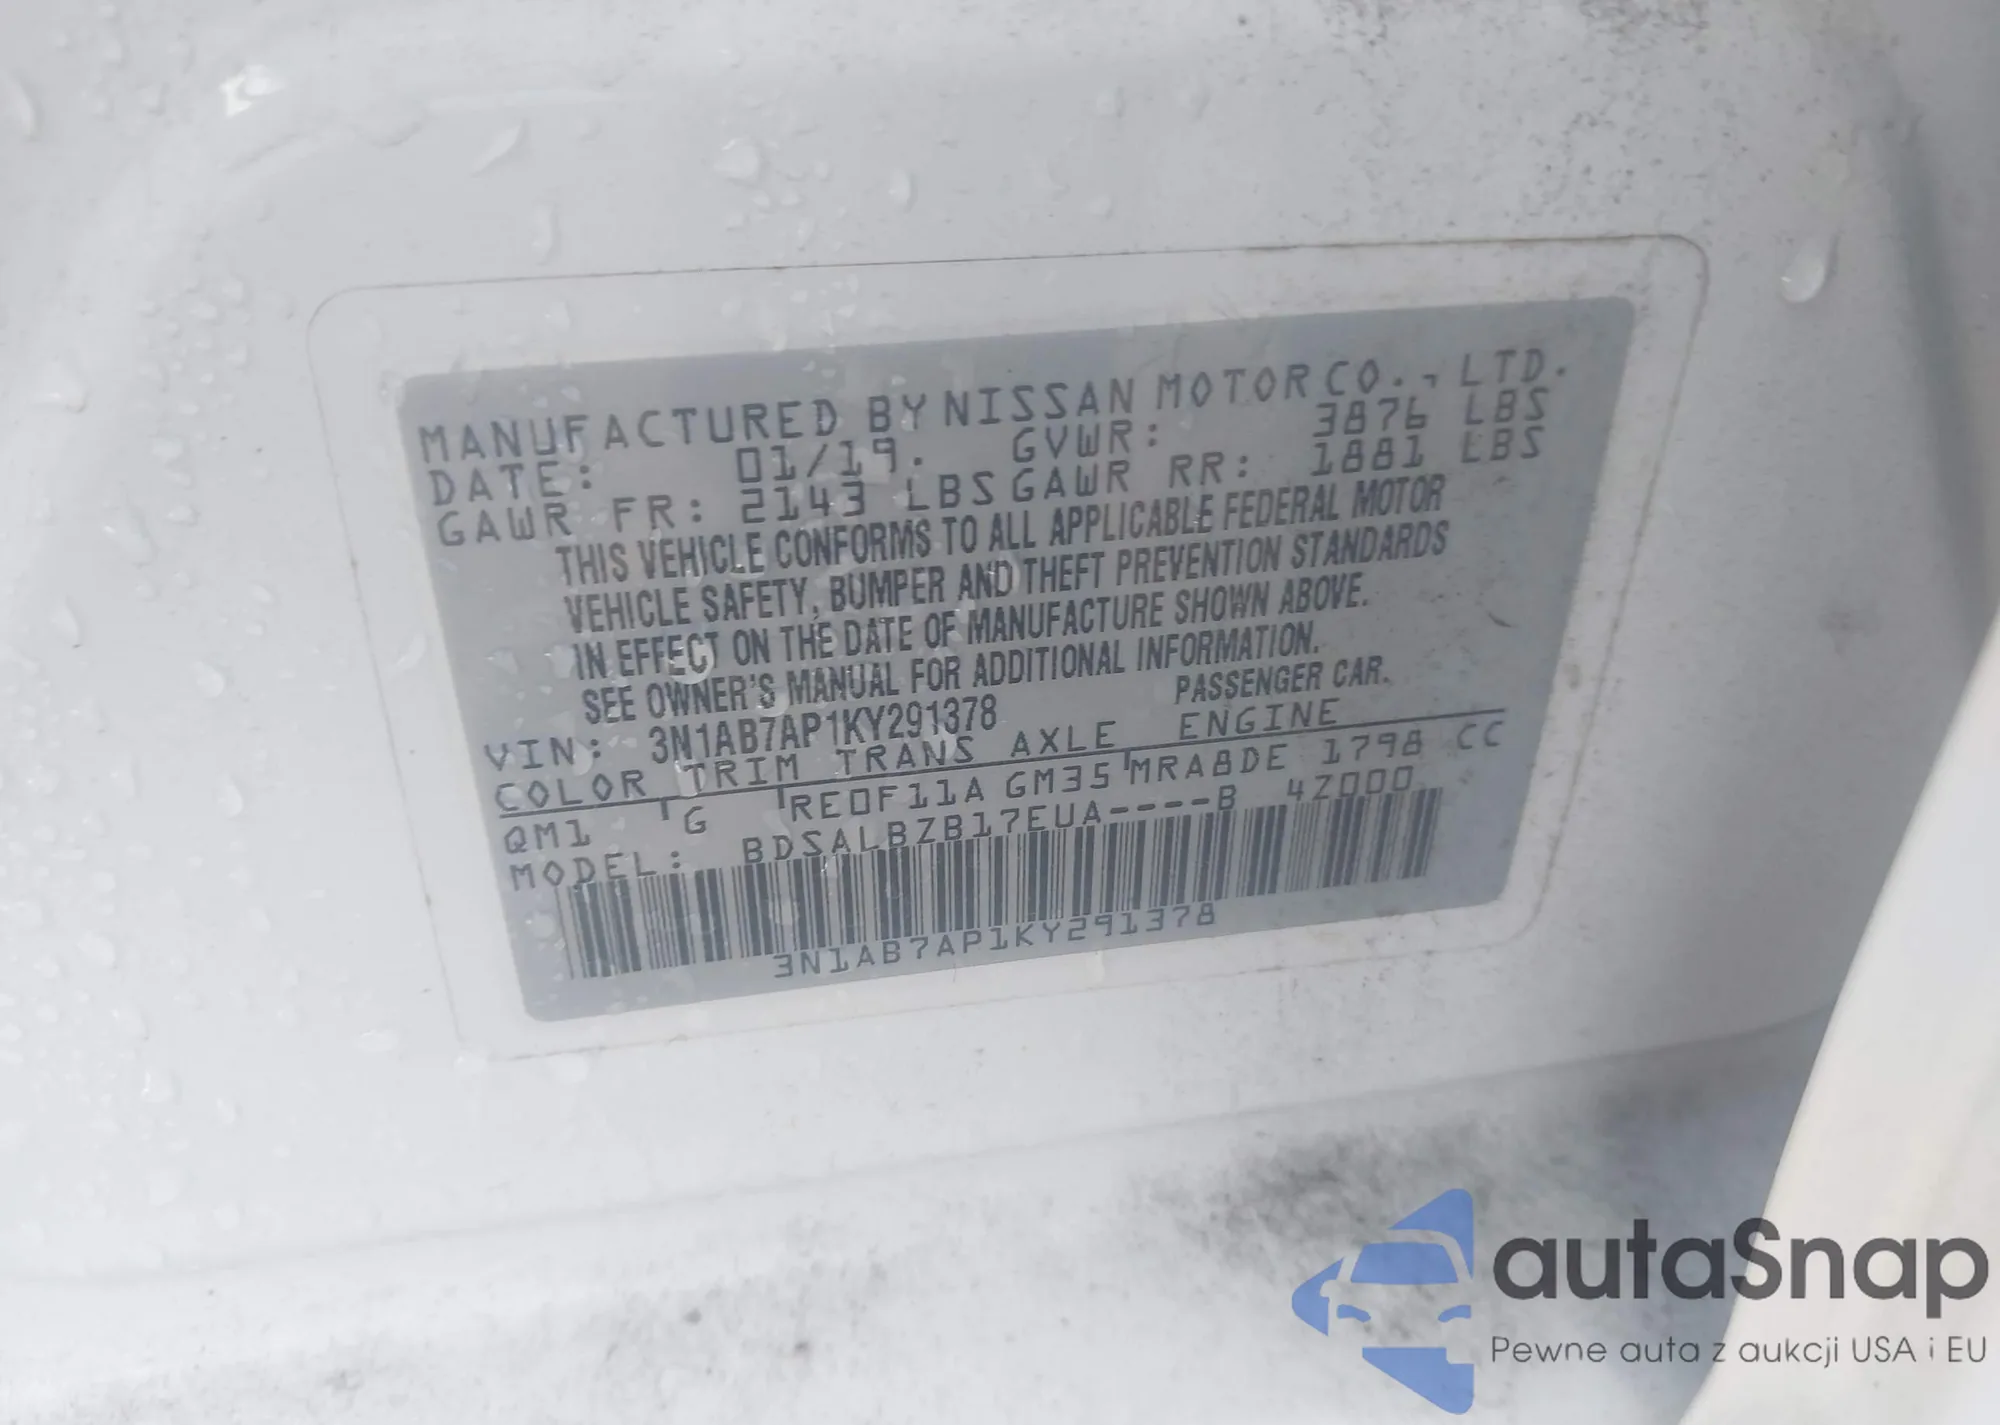 MANUFACTURED BY NISSAN MOTOR CO., LTD.
DATE: 01/19. GVWR: 3876 LBS
GAWR FR: 2143 LBS GAWR RR: 1881 LBS
THIS VEHICLE CONFORMS TO ALL APPLICABLE FEDERAL MOTOR
VEHICLE SAFETY, BUMPER AND THEFT PREVENTION STANDARDS
IN EFFECT ON THE DATE OF MANUFACTURE SHOWN ABOVE.
SEE OWNER'S MANUAL FOR ADDITIONAL INFORMATION.
VIN: 3N1AB7AP1KY291378 PASSENGER CAR.
COLOR TRIM TRANS AXLE ENGINE
QM1 G RE0F11A GM35 MRA8DE 1798 CC
MODEL: BDSALBZB17EUA----B 4Z000
3N1AB7AP1KY291378
autaSnap
Pewne auta z aukcji USA i EU